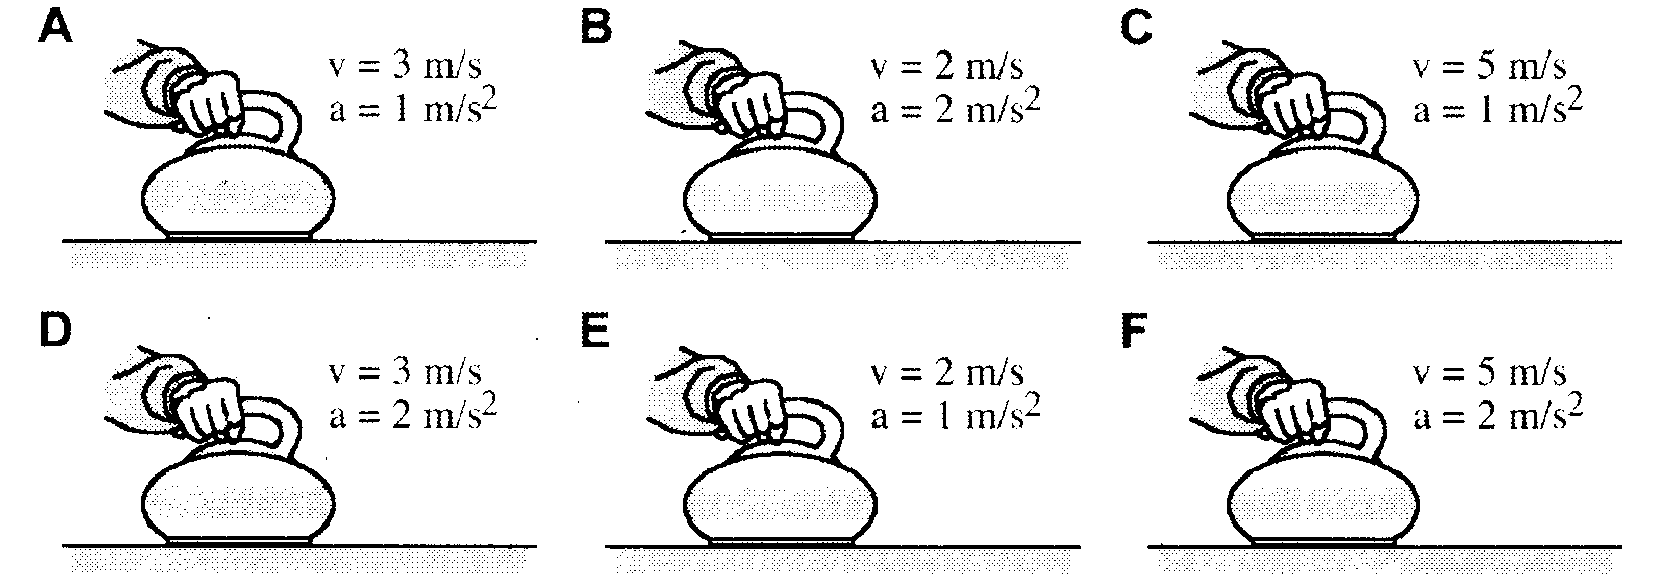 A
v = 3 m/s
a = 1 m/s²
B
v = 2 m/s
a = 2 m/s²
C
v = 5 m/s
a = 1 m/s²
D
v = 3 m/s
a = 2 m/s²
E
v = 2 m/s
a = 1 m/s²
F
v = 5 m/s
a = 2 m/s²